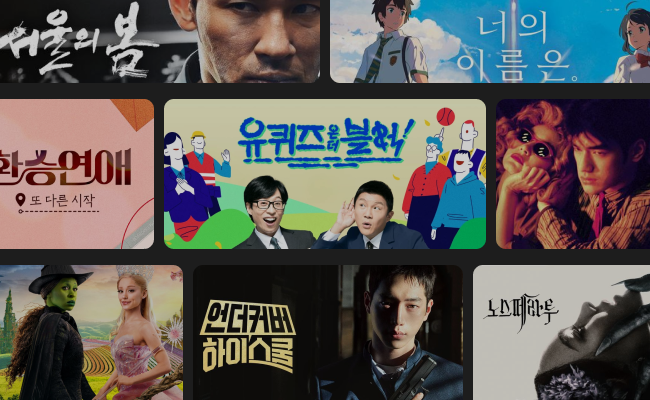 서울의 봄
너의
이름은。
환승연애
또 다른 시작
유퀴즈 온 더 블럭!
언더커버
하이스쿨
노스페라투